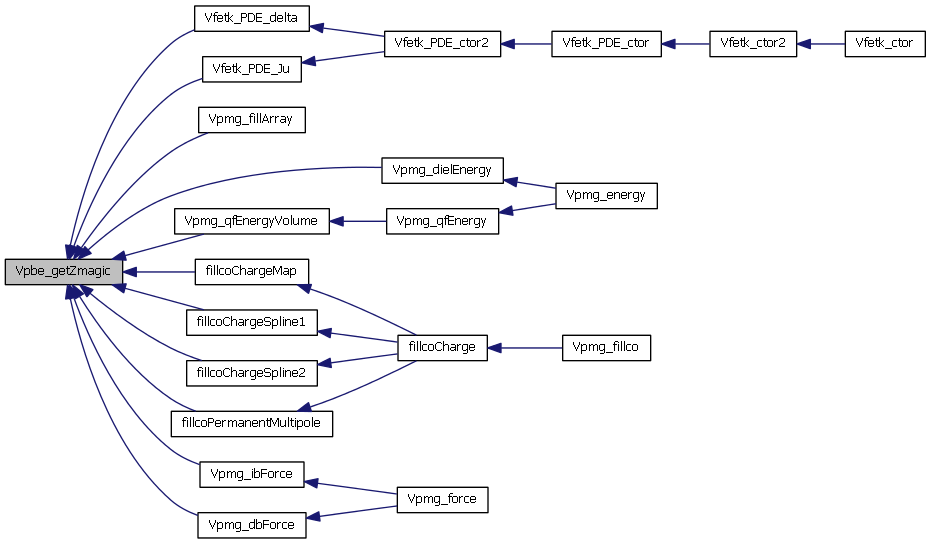 Vfetk_PDE_delta
Vfetk_PDE_ctor2
Vfetk_PDE_ctor
Vfetk_ctor2
Vfetk_ctor
Vfetk_PDE_Ju
Vpmg_fillArray
Vpmg_dielEnergy
Vpmg_energy
Vpmg_qfEnergyVolume
Vpmg_qfEnergy
Vpbe_getZmagic
fillcoChargeMap
fillcoChargeSpline1
fillcoCharge
Vpmg_fillco
fillcoChargeSpline2
fillcoPermanentMultipole
Vpmg_ibForce
Vpmg_force
Vpmg_dbForce